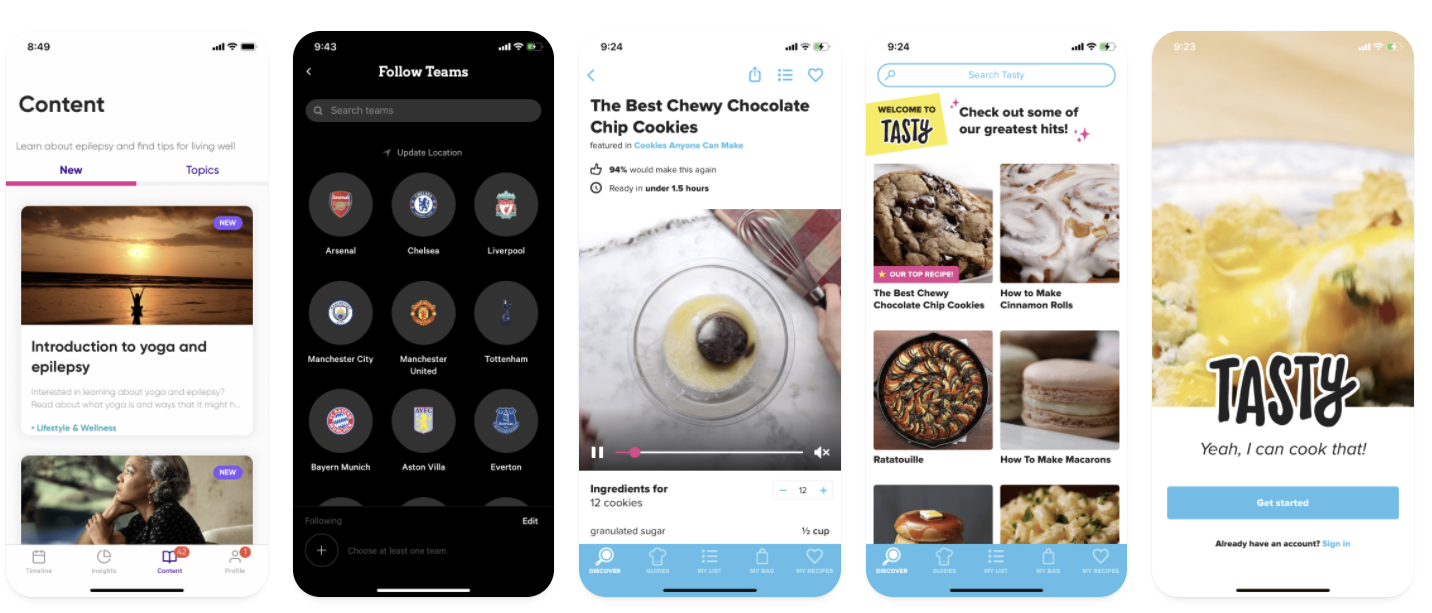 8:49
Content
Learn about epilepsy and find tips for living well
New
Topics
NEW
Introduction to yoga and
epilepsy
Interested in learning about yoga and epilepsy?
Read about what yoga is and ways that it might h...
• Lifestyle & Wellness
NEW
42
1
Timeline
Insights
Content
Profile
9:43
Follow Teams
Search teams
Update Location
Arsenal
Arsenal
Chelsea
Liverpool
Manchester City
Manchester
United
Tottenham
AVFC
Bayern Munich
Aston Villa
Everton
Following
Edit
Choose at least one team.
9:24
The Best Chewy Chocolate
Chip Cookies
featured in Cookies Anyone Can Make
94% would make this again
Ready in under 1.5 hours
Ingredients for
12 cookies
− 12 +
granulated sugar
½ cup
DISCOVER
GUIDES
MY LIST
MY BAG
MY RECIPES
9:24
Search Tasty
WELCOME TO
TASTY
Check out some of
our greatest hits!
OUR TOP RECIPE!
The Best Chewy
Chocolate Chip Cookies
How to Make
Cinnamon Rolls
Ratatouille
How To Make Macarons
DISCOVER
GUIDES
MY LIST
MY BAG
MY RECIPES
9:23
TASTY
Yeah, I can cook that!
Get started
Already have an account? Sign in